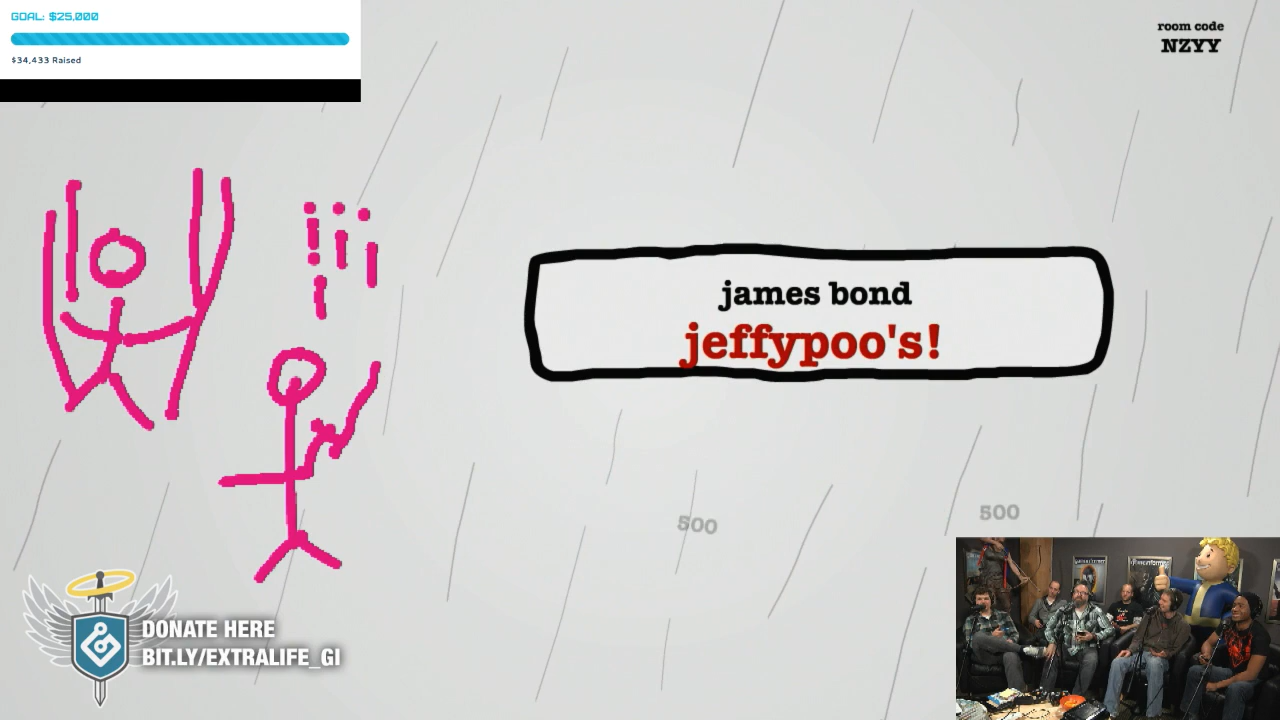 GOAL: $25,000
$34,433 Raised
room code
NZYY
james bond
jeffypoo's!
500
500
DONATE HERE
BIT.LY/EXTRALIFE_GI